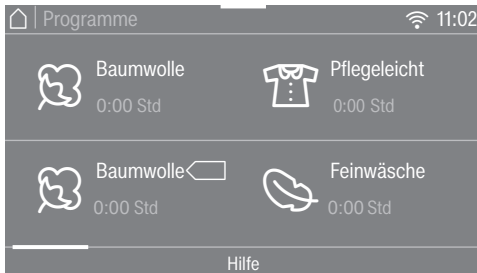 Programme 11:02
Baumwolle Pflegeleicht
0:00 Std 0:00 Std
Baumwolle Feinwäsche
0:00 Std 0:00 Std
Hilfe